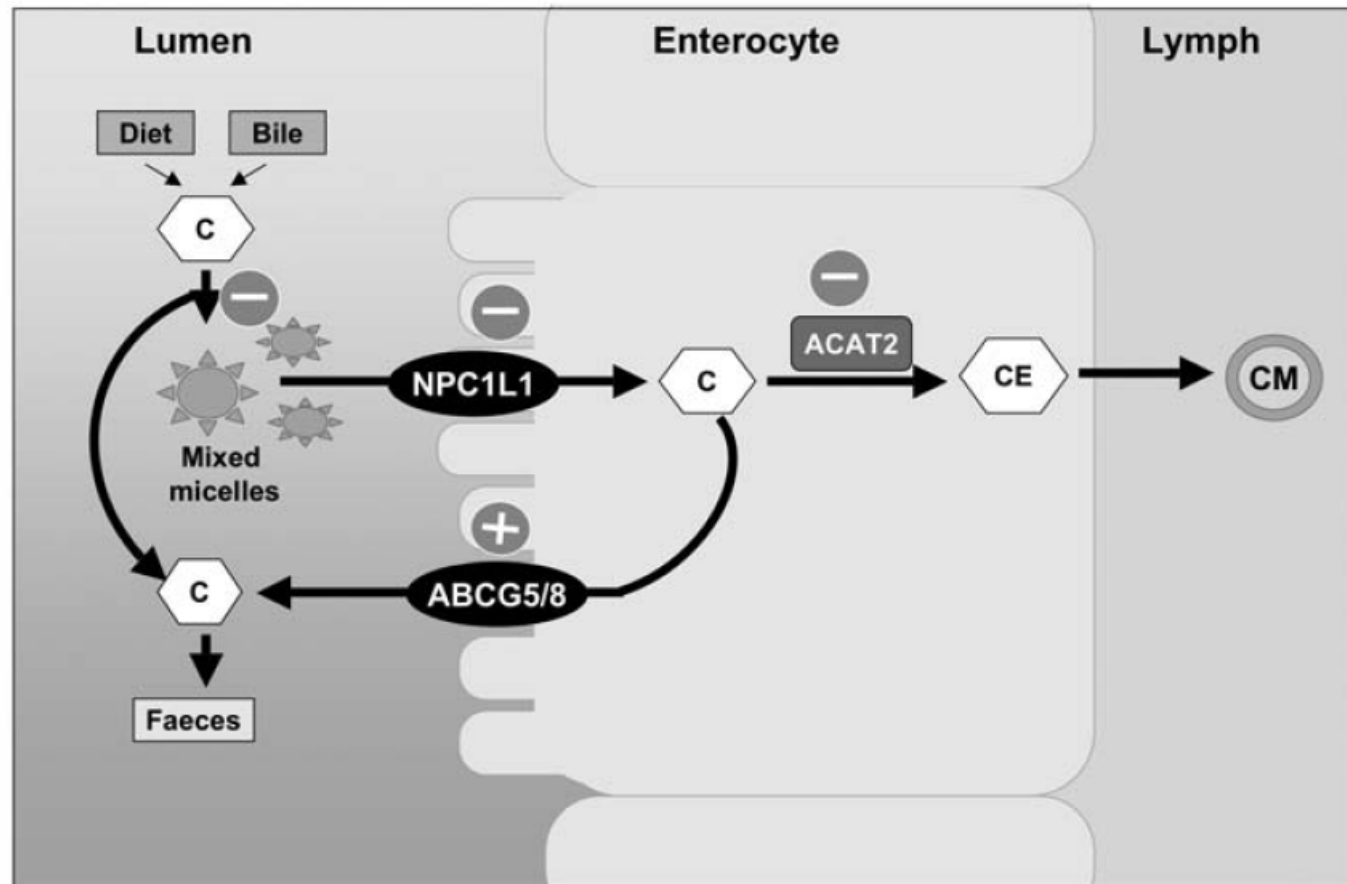 Lumen
Enterocyte
Lymph
Diet
Bile
C
−
−
−
ACAT2
NPC1L1
C
CE
CM
Mixed
micelles
+
C
ABCG5/8
Faeces